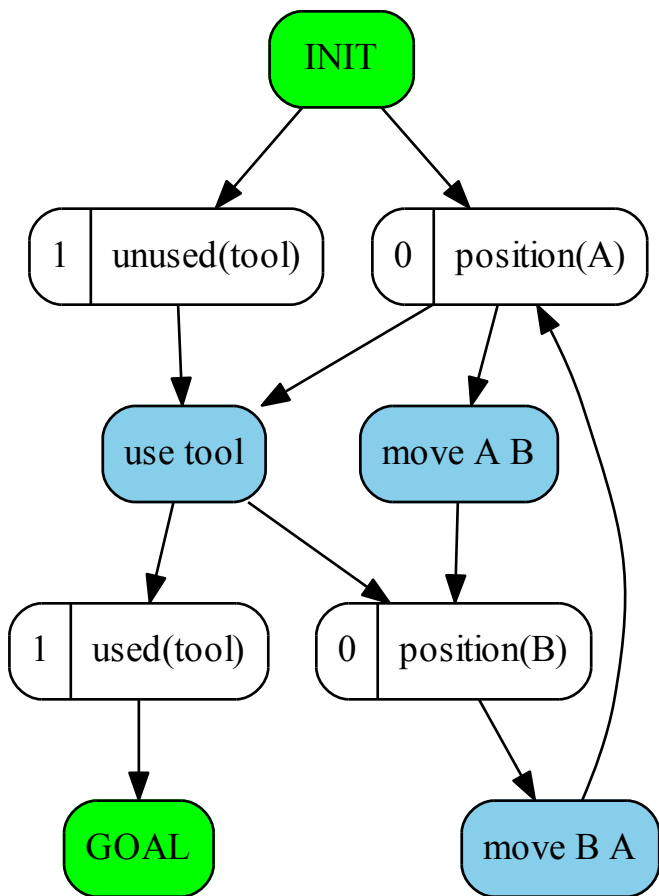 INIT
1 unused(tool)
0 position(A)
use tool
move A B
1 used(tool)
0 position(B)
GOAL
move B A